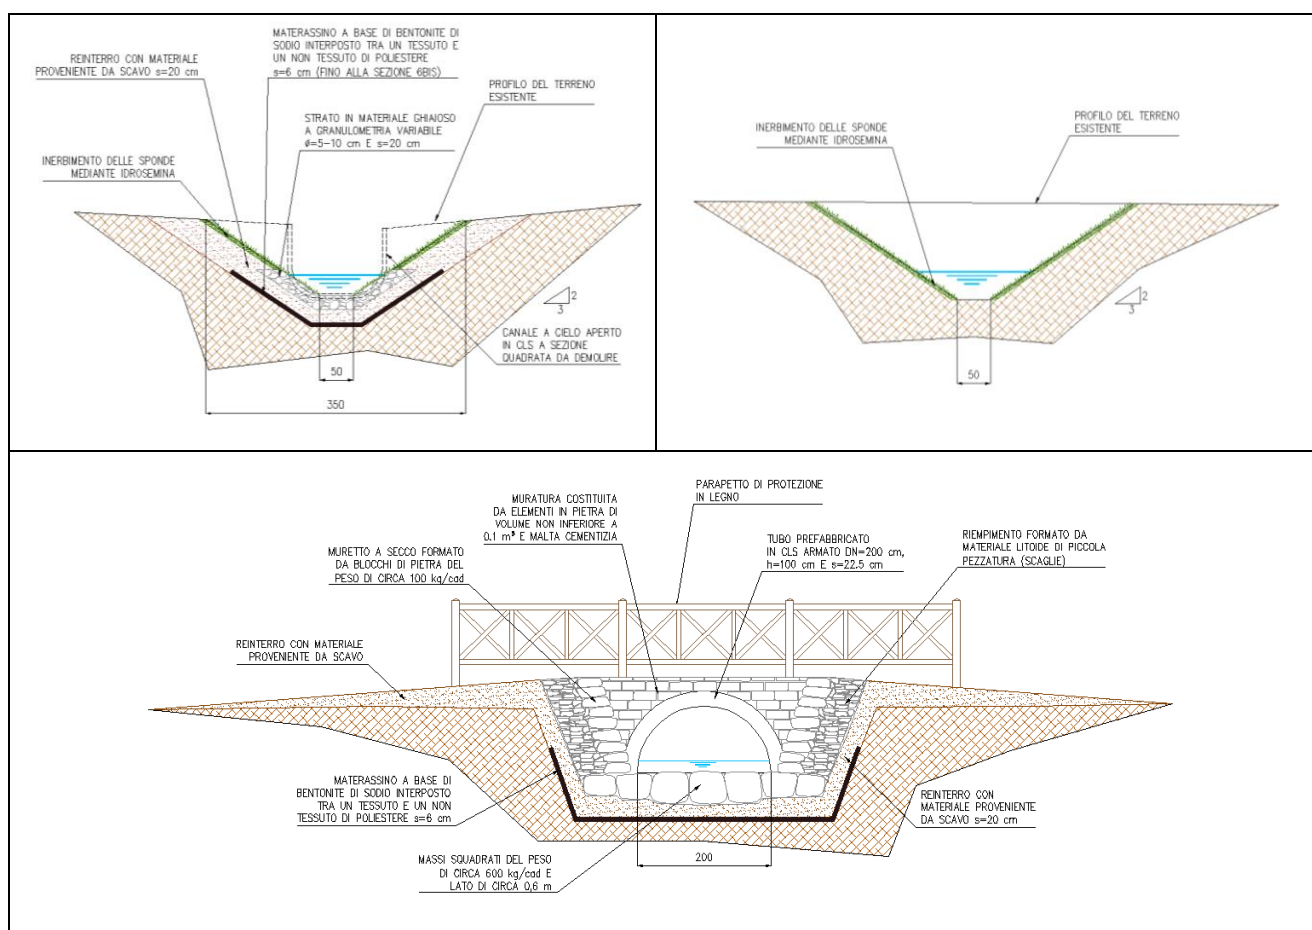 MATERASSINO A BASE DI BENTONITE DI
SODIO INTERPOSTO TRA UN TESSUTO E
UN NON TESSUTO DI POLIESTERE
s=6 cm (FINO ALLA SEZIONE 6BIS)
REINTERRO CON MATERIALE
PROVENIENTE DA SCAVO s=20 cm
PROFILO DEL TERRENO
ESISTENTE
STRATO IN MATERIALE GHIAIOSO
A GRANULOMETRIA VARIABILE
ø=5-10 cm E s=20 cm
INERBIMENTO DELLE SPONDE
MEDIANTE IDROSEMINA
2
3
CANALE A CIELO APERTO
IN CLS A SEZIONE
QUADRATA DA DEMOLIRE
50
350
PROFILO DEL TERRENO
ESISTENTE
INERBIMENTO DELLE SPONDE
MEDIANTE IDROSEMINA
2
3
50
PARAPETTO DI PROTEZIONE
IN LEGNO
MURATURA COSTITUITA
DA ELEMENTI IN PIETRA DI
VOLUME NON INFERIORE A
0.1 m³ E MALTA CEMENTIZIA
TUBO PREFABBRICATO
IN CLS ARMATO DN=200 cm,
h=100 cm E s=22.5 cm
RIEMPIMENTO FORMATO DA
MATERIALE LITOIDE DI PICCOLA
PEZZATURA (SCAGLIE)
MURETTO A SECCO FORMATO
DA BLOCCHI DI PIETRA DEL
PESO DI CIRCA 100 kg/cad
REINTERRO CON MATERIALE
PROVENIENTE DA SCAVO
MATERASSINO A BASE DI
BENTONITE DI SODIO INTERPOSTO
TRA UN TESSUTO E UN NON
TESSUTO DI POLIESTERE s=6 cm
REINTERRO CON
MATERIALE PROVENIENTE
DA SCAVO s=20 cm
MASSI SQUADRATI DEL PESO
DI CIRCA 600 kg/cad E
LATO DI CIRCA 0,6 m
200